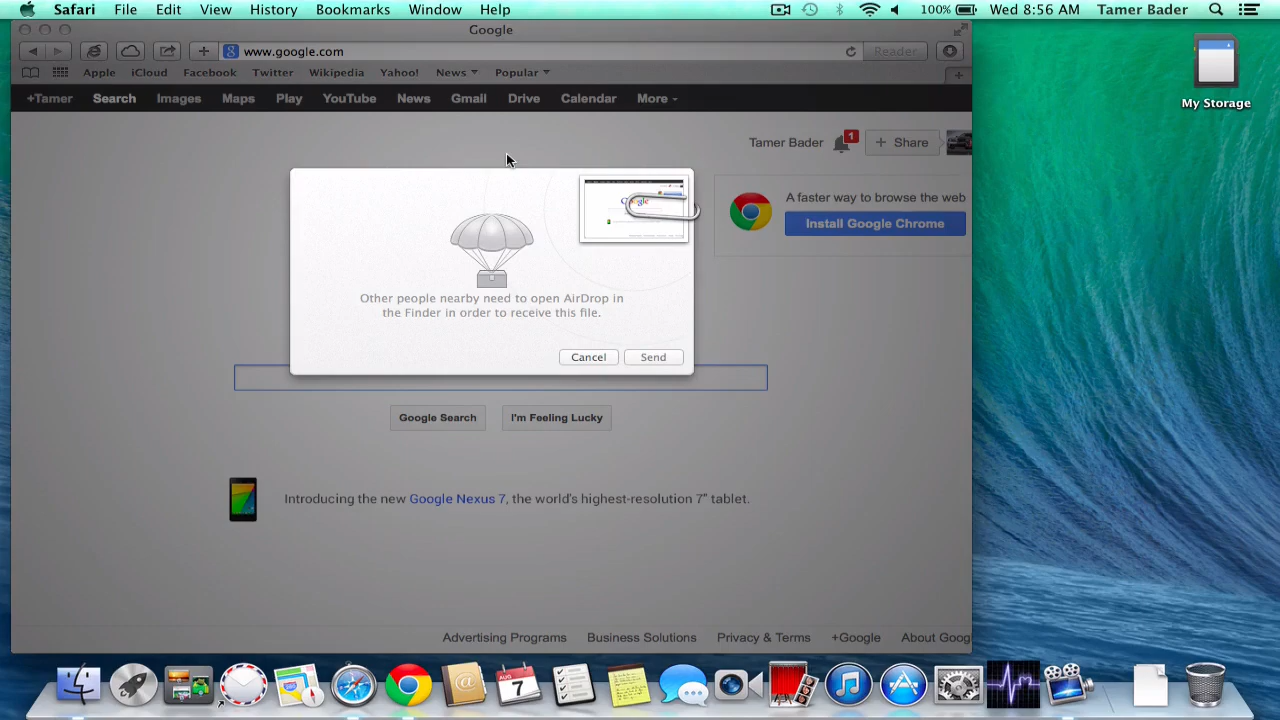 Safari File Edit View History Bookmarks Window Help 100% Wed 8:56 AM Tamer Bader
Google
www.google.com Reader
Apple iCloud Facebook Twitter Wikipedia Yahoo! News Popular
+Tamer Search Images Maps Play YouTube News Gmail Drive Calendar More
My Storage
Tamer Bader 1 + Share
A faster way to browse the web
Install Google Chrome
Google
Other people nearby need to open AirDrop in
the Finder in order to receive this file.
Cancel Send
Google Search I'm Feeling Lucky
Introducing the new Google Nexus 7, the world's highest-resolution 7" tablet.
Advertising Programs Business Solutions Privacy & Terms +Google About Goog
AUG
7